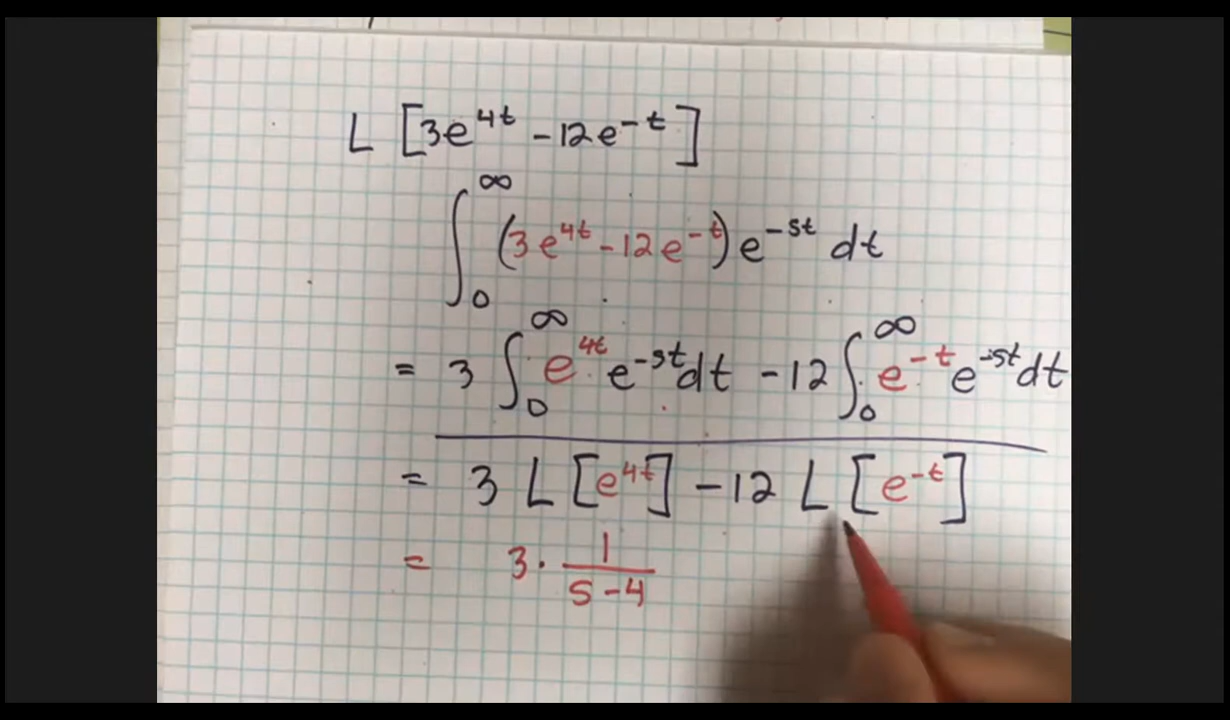 L [3e^{4t} - 12e^{-t}]
∫_0^∞ (3e^{4t} - 12e^{-t}) e^{-st} dt
= 3 ∫_0^∞ e^{4t} e^{-st} dt - 12 ∫_0^∞ e^{-t} e^{-st} dt
= 3 L [e^{4t}] - 12 L [e^{-t}]
= 3 · 1/(s-4)